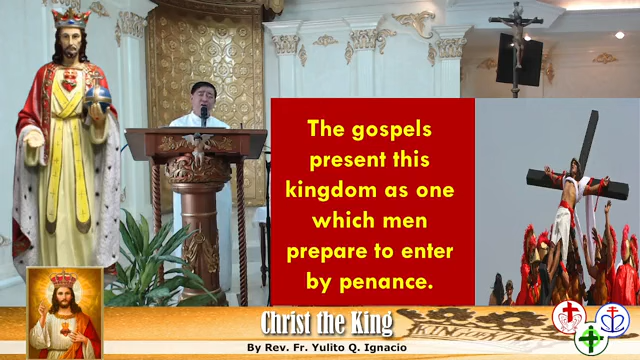 The gospels
present this
kingdom as one
which men
prepare to enter
by penance.
Christ the King
By Rev. Fr. Yulito Q. Ignacio